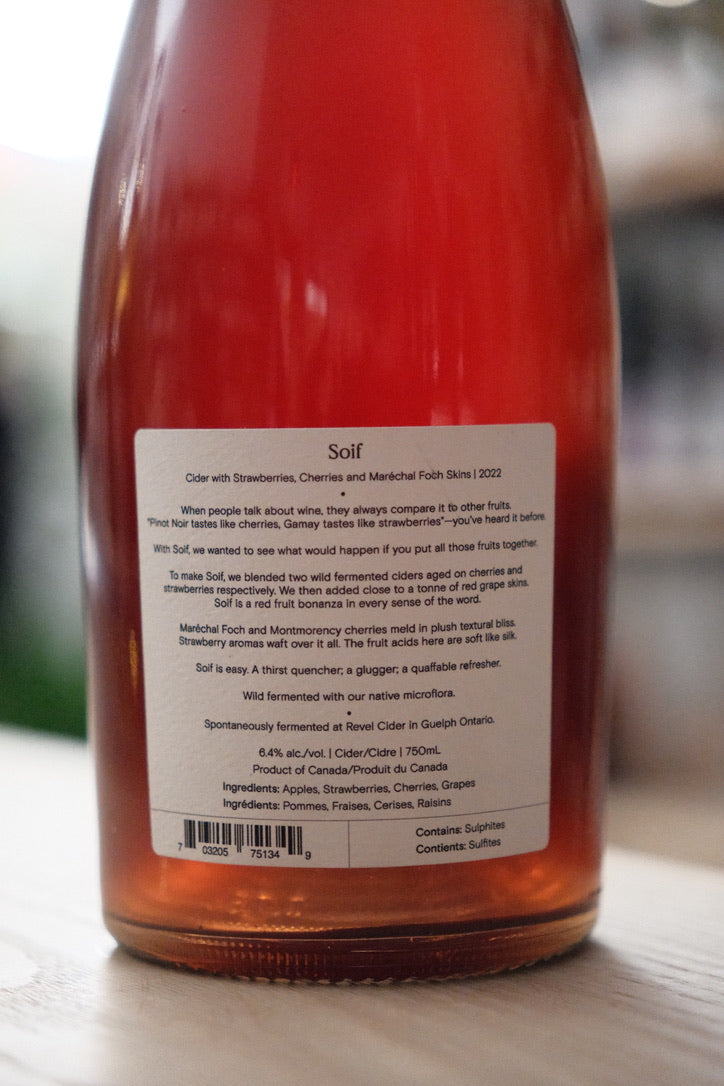 Soif
Cider with Strawberries, Cherries and Maréchal Foch Skins | 2022
•
When people talk about wine, they always compare it to other fruits.
"Pinot Noir tastes like cherries, Gamay tastes like strawberries"—you've heard it before.
With Soif, we wanted to see what would happen if you put all those fruits together.
To make Soif, we blended two wild fermented ciders aged on cherries and
strawberries respectively. We then added close to a tonne of red grape skins.
Soif is a red fruit bonanza in every sense of the word.
Maréchal Foch and Montmorency cherries meld in plush textural bliss.
Strawberry aromas waft over it all. The fruit acids here are soft like silk.
Soif is easy. A thirst quencher; a glugger; a quaffable refresher.
Wild fermented with our native microflora.
•
Spontaneously fermented at Revel Cider in Guelph Ontario.
6.4% alc./vol. | Cider/Cidre | 750mL
Product of Canada/Produit du Canada
Ingredients: Apples, Strawberries, Cherries, Grapes
Ingrédients: Pommes, Fraises, Cerises, Raisins
7 03205 75134 9
Contains: Sulphites
Contient: Sulfites